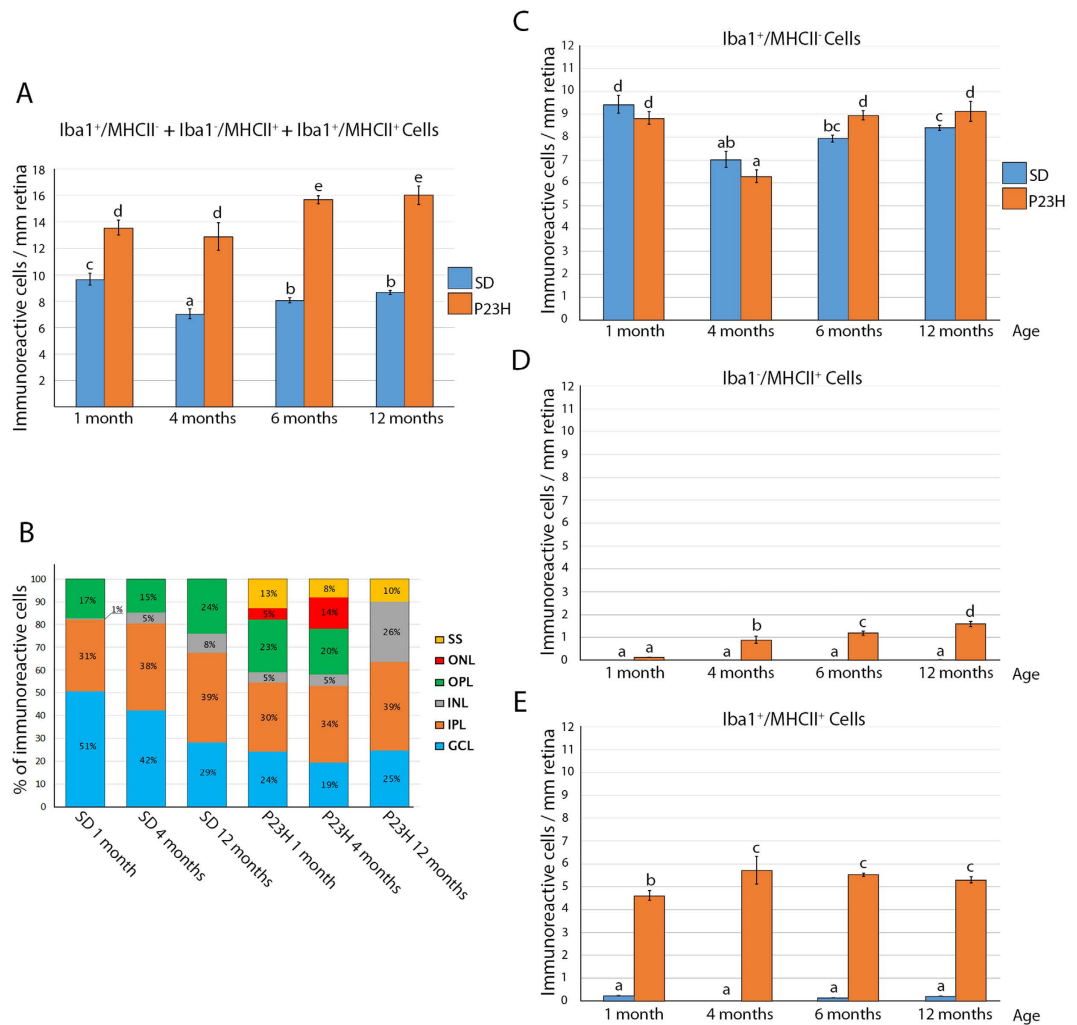 A
Iba1⁺/MHCII⁻ + Iba1⁻/MHCII⁺ + Iba1⁺/MHCII⁺ Cells
Immunoreactive cells / mm retina
18
16
14
12
10
8
6
4
2
c
d
a
d
b
e
b
e
1 month
4 months
6 months
12 months
SD
P23H
B
% of immunoreactive cells
100
90
80
70
60
50
40
30
20
10
0
17%
1%
31%
51%
15%
5%
38%
42%
24%
8%
39%
29%
13%
5%
23%
5%
30%
24%
8%
14%
20%
5%
34%
19%
10%
26%
39%
25%
SD 1 month
SD 4 months
SD 12 months
P23H 1 month
P23H 4 months
P23H 12 months
SS
ONL
OPL
INL
IPL
GCL
C
Iba1⁺/MHCII⁻ Cells
Immunoreactive cells / mm retina
12
11
10
9
8
7
6
5
4
3
2
1
0
d
d
ab
a
bc
d
c
d
1 month
4 months
6 months
12 months
Age
SD
P23H
D
Iba1⁻/MHCII⁺ Cells
Immunoreactive cells / mm retina
12
11
10
9
8
7
6
5
4
3
2
1
0
a
a
a
b
a
c
a
d
1 month
4 months
6 months
12 months
Age
E
Iba1⁺/MHCII⁺ Cells
Immunoreactive cells / mm retina
12
11
10
9
8
7
6
5
4
3
2
1
0
a
b
a
c
a
c
a
c
1 month
4 months
6 months
12 months
Age